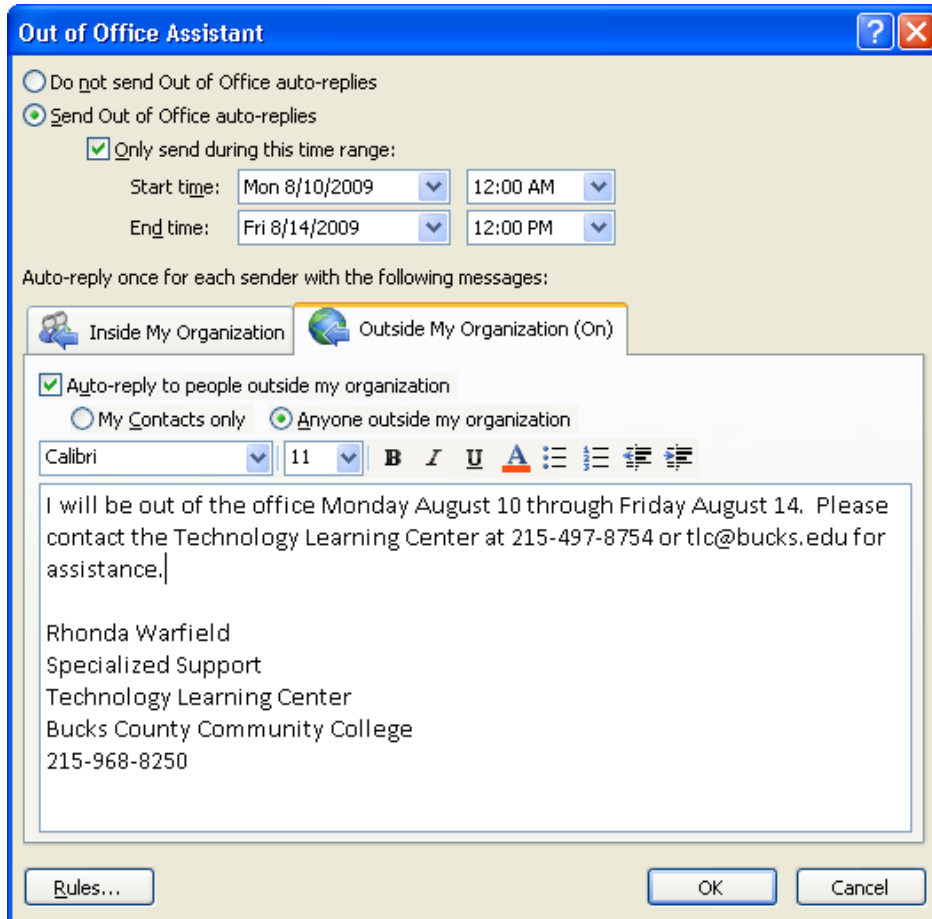 Out of Office Assistant
Do not send Out of Office auto-replies
Send Out of Office auto-replies
Only send during this time range:
Start time: Mon 8/10/2009 12:00 AM
End time: Fri 8/14/2009 12:00 PM
Auto-reply once for each sender with the following messages:
Inside My Organization Outside My Organization (On)
Auto-reply to people outside my organization
My Contacts only Anyone outside my organization
Calibri 11 B I U A
I will be out of the office Monday August 10 through Friday August 14.  Please
contact the Technology Learning Center at 215-497-8754 or tlc@bucks.edu for
assistance.
Rhonda Warfield
Specialized Support
Technology Learning Center
Bucks County Community College
215-968-8250
Rules... OK Cancel